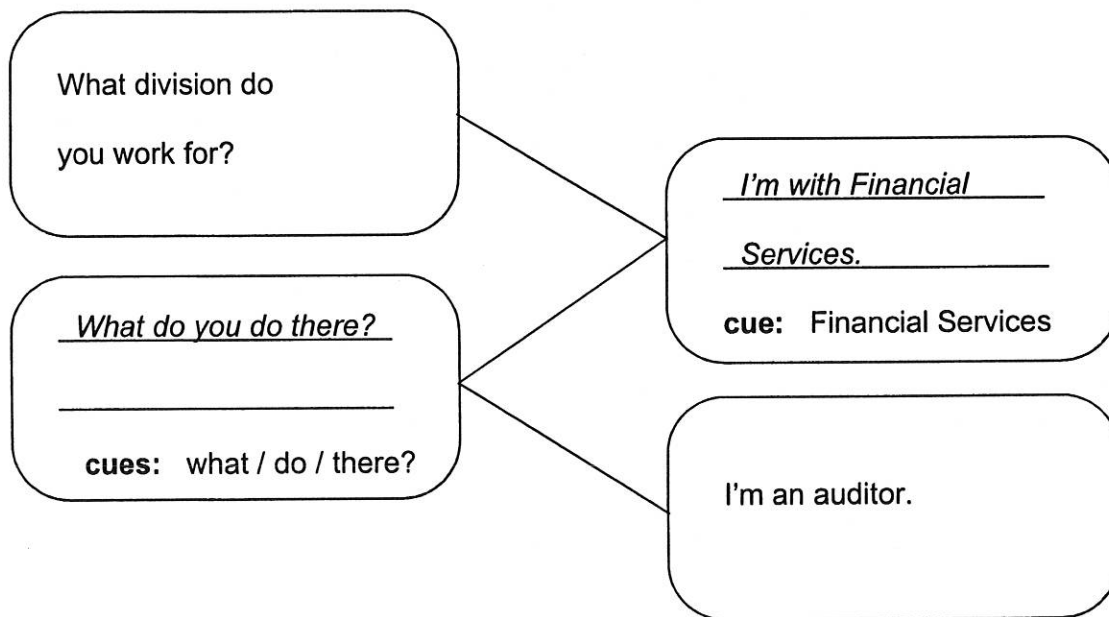 What division do
you work for?
I'm with Financial
Services.
cue: Financial Services
What do you do there?
cues: what / do / there?
I'm an auditor.